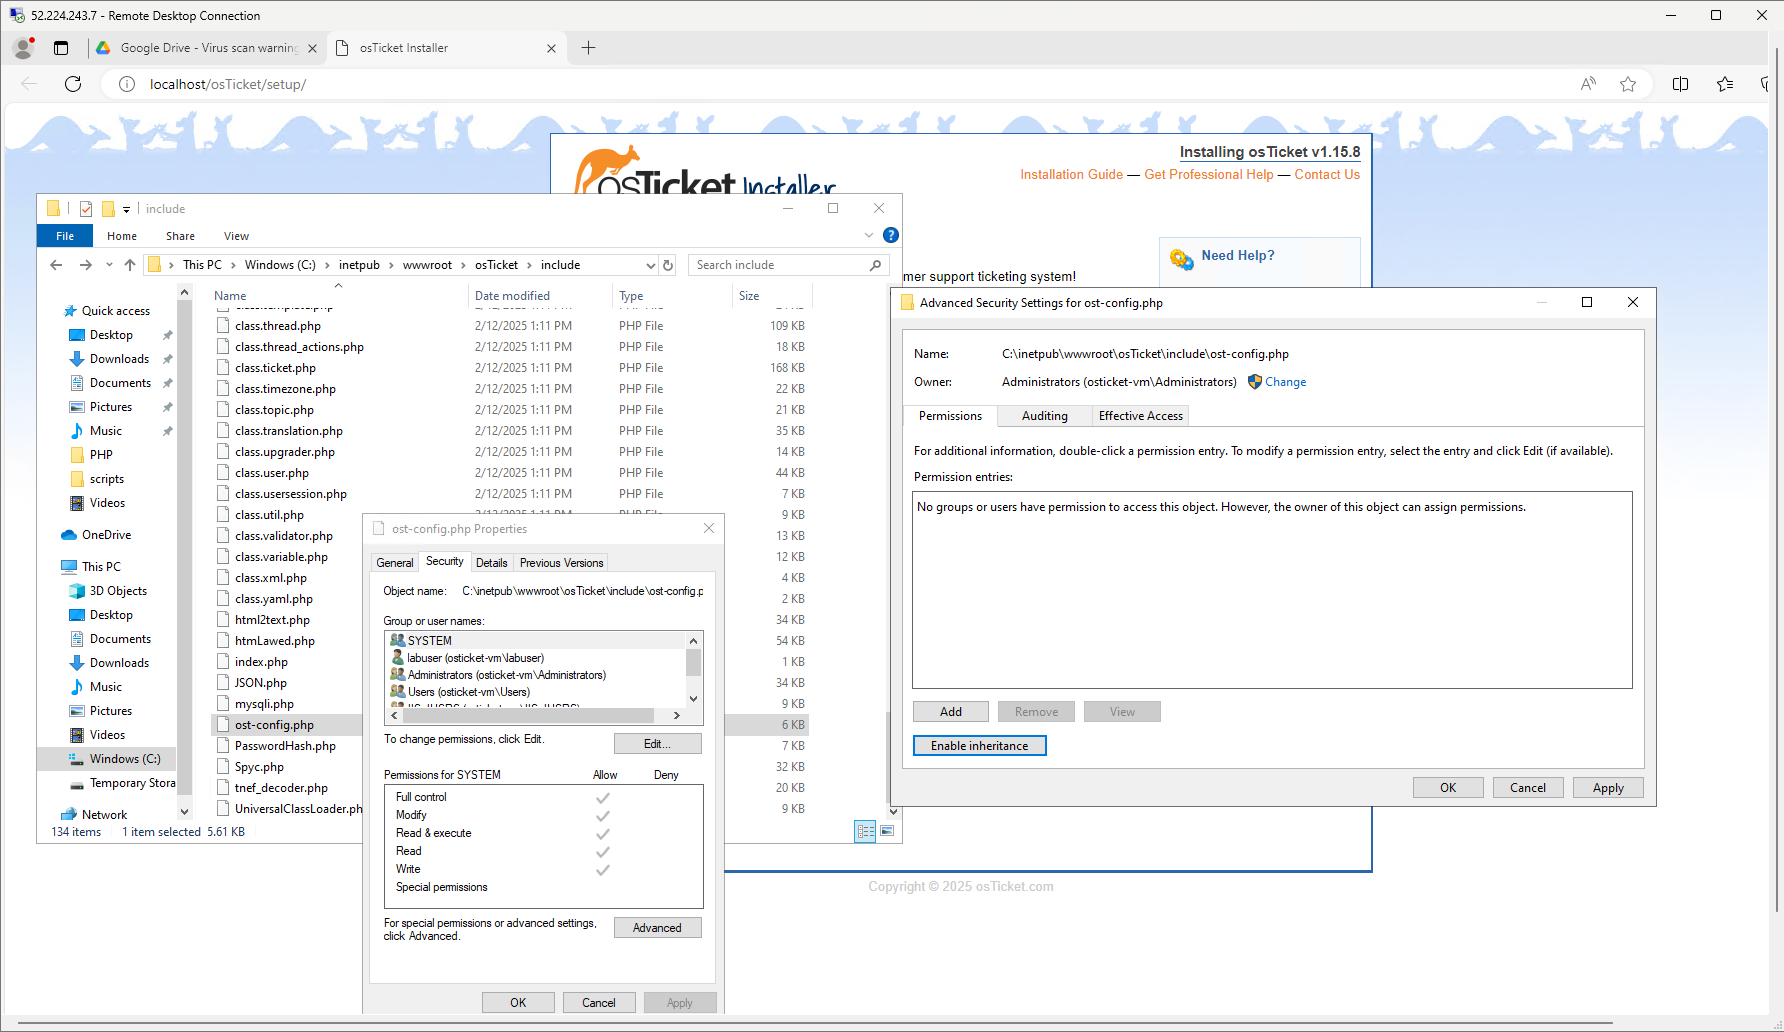 52.224.243.7 - Remote Desktop Connection
Google Drive - Virus scan warning
osTicket Installer
localhost/osTicket/setup/
Installing osTicket v1.15.8
Installation Guide — Get Professional Help — Contact Us
osTicket Installer
Need Help?
mer support ticketing system!
include
File Home Share View
This PC Windows (C:) inetpub wwwroot osTicket include
Search include
Name Date modified Type Size
Quick access
Desktop
Downloads
Documents
Pictures
Music
PHP
scripts
Videos
OneDrive
This PC
3D Objects
Desktop
Documents
Downloads
Music
Pictures
Videos
Windows (C:)
Temporary Stora
Network
class.thread.php 2/12/2025 1:11 PM PHP File 109 KB
class.thread_actions.php 2/12/2025 1:11 PM PHP File 18 KB
class.ticket.php 2/12/2025 1:11 PM PHP File 168 KB
class.timezone.php 2/12/2025 1:11 PM PHP File 22 KB
class.topic.php 2/12/2025 1:11 PM PHP File 21 KB
class.translation.php 2/12/2025 1:11 PM PHP File 35 KB
class.upgrader.php 2/12/2025 1:11 PM PHP File 14 KB
class.user.php 2/12/2025 1:11 PM PHP File 44 KB
class.usersession.php 2/12/2025 1:11 PM PHP File 7 KB
class.util.php 9 KB
class.validator.php 13 KB
class.variable.php 12 KB
class.xml.php 4 KB
class.yaml.php 2 KB
html2text.php 34 KB
htmLawed.php 54 KB
index.php 1 KB
JSON.php 34 KB
mysqli.php 9 KB
ost-config.php 6 KB
PasswordHash.php 7 KB
Spyc.php 32 KB
tnef_decoder.php 20 KB
UniversalClassLoader.ph 9 KB
134 items 1 item selected 5.61 KB
ost-config.php Properties
General Security Details Previous Versions
Object name: C:\inetpub\wwwroot\osTicket\include\ost-config.p
Group or user names:
SYSTEM
labuser (osticket-vm\labuser)
Administrators (osticket-vm\Administrators)
Users (osticket-vm\Users)
To change permissions, click Edit.
Edit...
Permissions for SYSTEM Allow Deny
Full control
Modify
Read & execute
Read
Write
Special permissions
For special permissions or advanced settings,
click Advanced.
Advanced
OK Cancel Apply
Advanced Security Settings for ost-config.php
Name: C:\inetpub\wwwroot\osTicket\include\ost-config.php
Owner: Administrators (osticket-vm\Administrators) Change
Permissions Auditing Effective Access
For additional information, double-click a permission entry. To modify a permission entry, select the entry and click Edit (if available).
Permission entries:
No groups or users have permission to access this object. However, the owner of this object can assign permissions.
Add Remove View
Enable inheritance
OK Cancel Apply
Copyright © 2025 osTicket.com